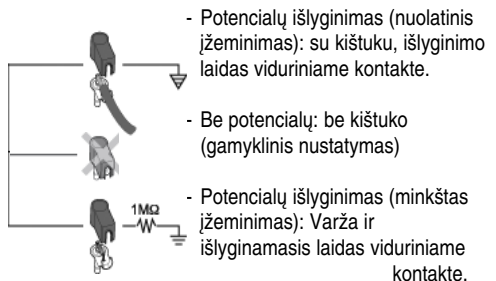 - Potencialų išlyginimas (nuolatinis
įžeminimas): su kištuku, išlyginimo
laidas viduriniame kontakte.
- Be potencialų: be kištuko
(gamyklinis nustatymas)
- Potencialų išlyginimas (minkštas
įžeminimas): Varža ir
išlyginamasis laidas viduriniame
kontakte.
1MΩ